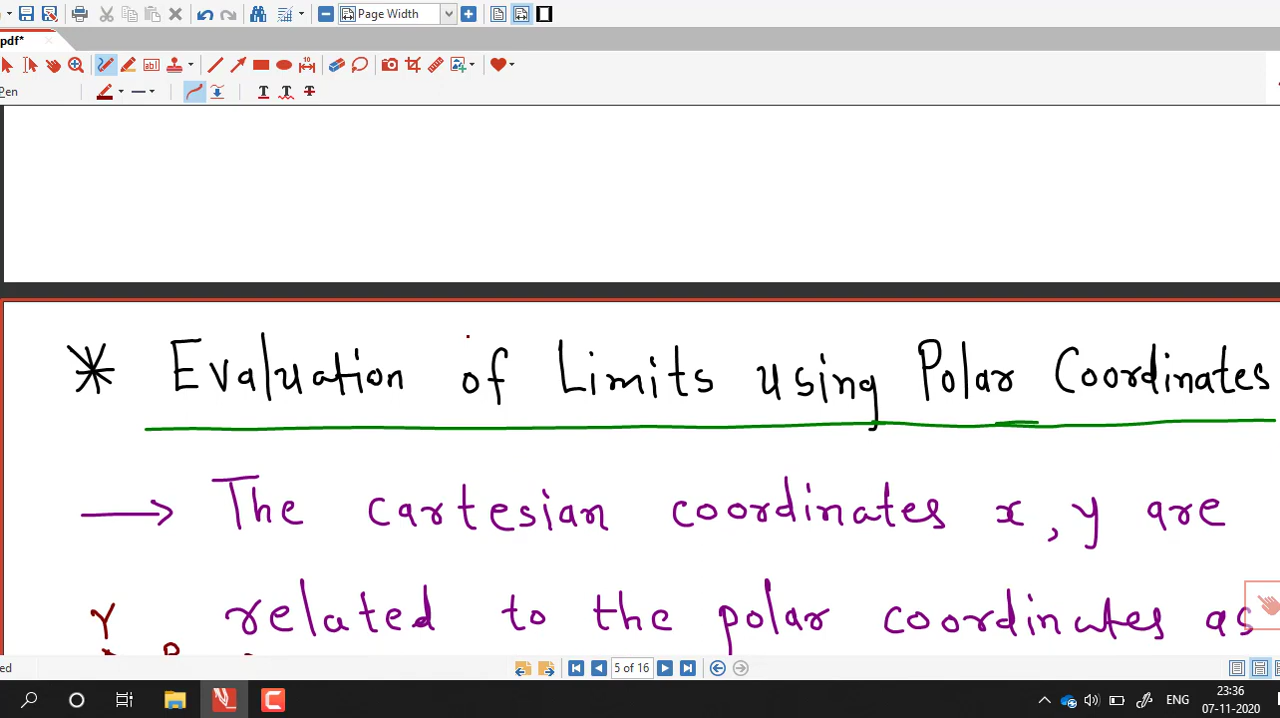 Page Width
pdf*
Pen
* Evaluation of Limits using Polar Coordinates
→ The cartesian coordinates x, y are
related to the polar coordinates as
Y
5 of 16
ENG
23:36
07-11-2020